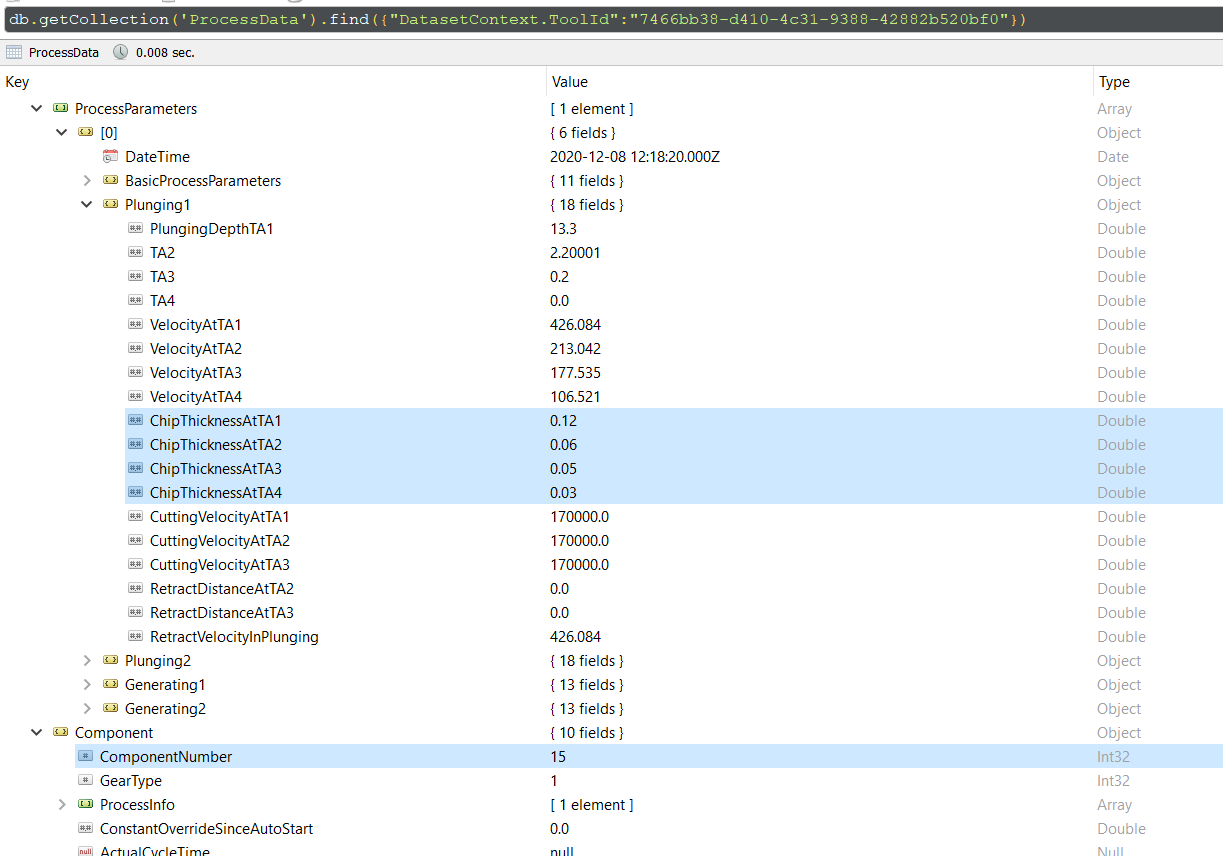 db.getCollection('ProcessData').find({"DatasetContext.ToolId":"7466bb38-d410-4c31-9388-42882b520bf0"})
ProcessData 0.008 sec.
Key Value Type
ProcessParameters [ 1 element ] Array
[0] { 6 fields } Object
DateTime 2020-12-08 12:18:20.000Z Date
BasicProcessParameters { 11 fields } Object
Plunging1 { 18 fields } Object
PlungingDepthTA1 13.3 Double
TA2 2.20001 Double
TA3 0.2 Double
TA4 0.0 Double
VelocityAtTA1 426.084 Double
VelocityAtTA2 213.042 Double
VelocityAtTA3 177.535 Double
VelocityAtTA4 106.521 Double
ChipThicknessAtTA1 0.12 Double
ChipThicknessAtTA2 0.06 Double
ChipThicknessAtTA3 0.05 Double
ChipThicknessAtTA4 0.03 Double
CuttingVelocityAtTA1 170000.0 Double
CuttingVelocityAtTA2 170000.0 Double
CuttingVelocityAtTA3 170000.0 Double
RetractDistanceAtTA2 0.0 Double
RetractDistanceAtTA3 0.0 Double
RetractVelocityInPlunging 426.084 Double
Plunging2 { 18 fields } Object
Generating1 { 13 fields } Object
Generating2 { 13 fields } Object
Component { 10 fields } Object
ComponentNumber 15 Int32
GearType 1 Int32
ProcessInfo [ 1 element ] Array
ConstantOverrideSinceAutoStart 0.0 Double
ActualCycleTime null Null